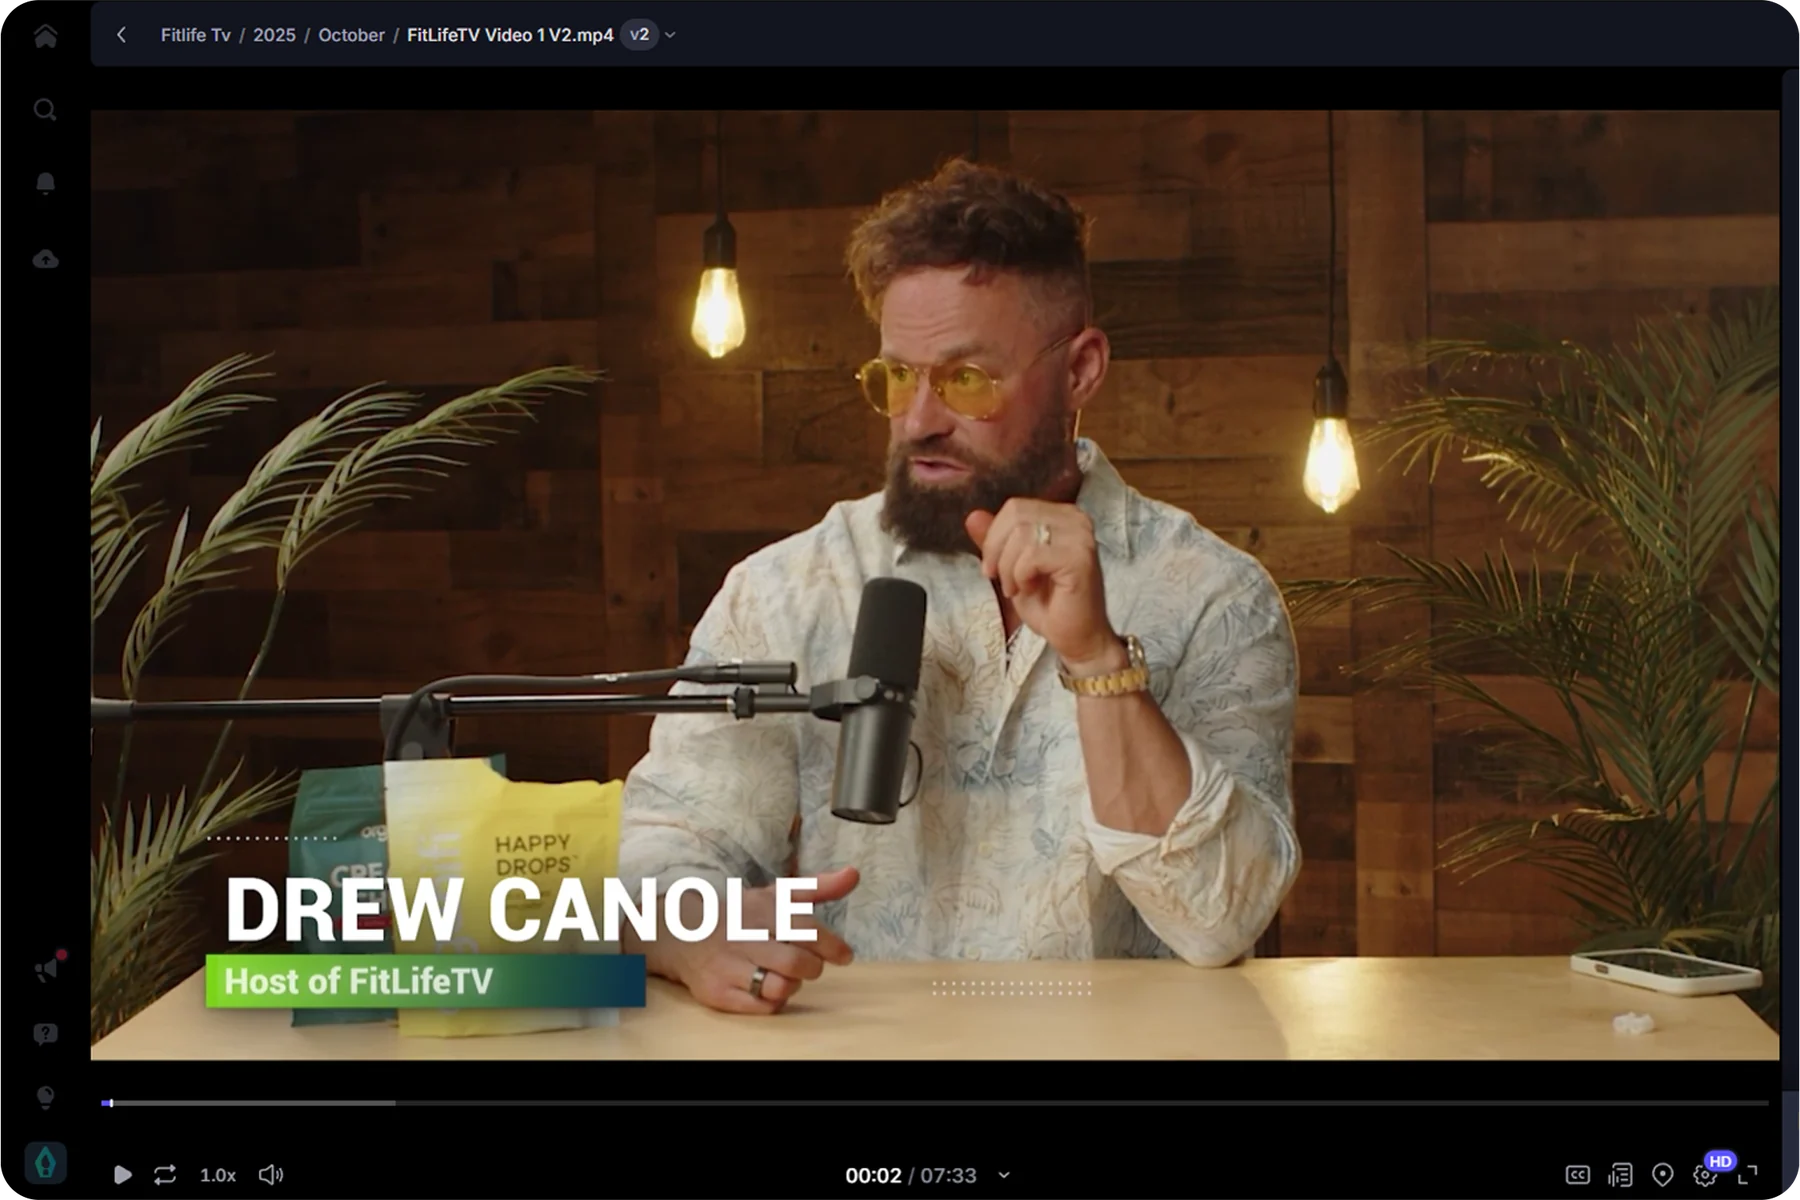 Fitlife Tv / 2025 / October / FitLifeTV Video 1 V2.mp4 v2
HAPPY
DROPS
DREW CANOLE
Host of FitLifeTV
1.0x
00:02 / 07:33
CC
HD